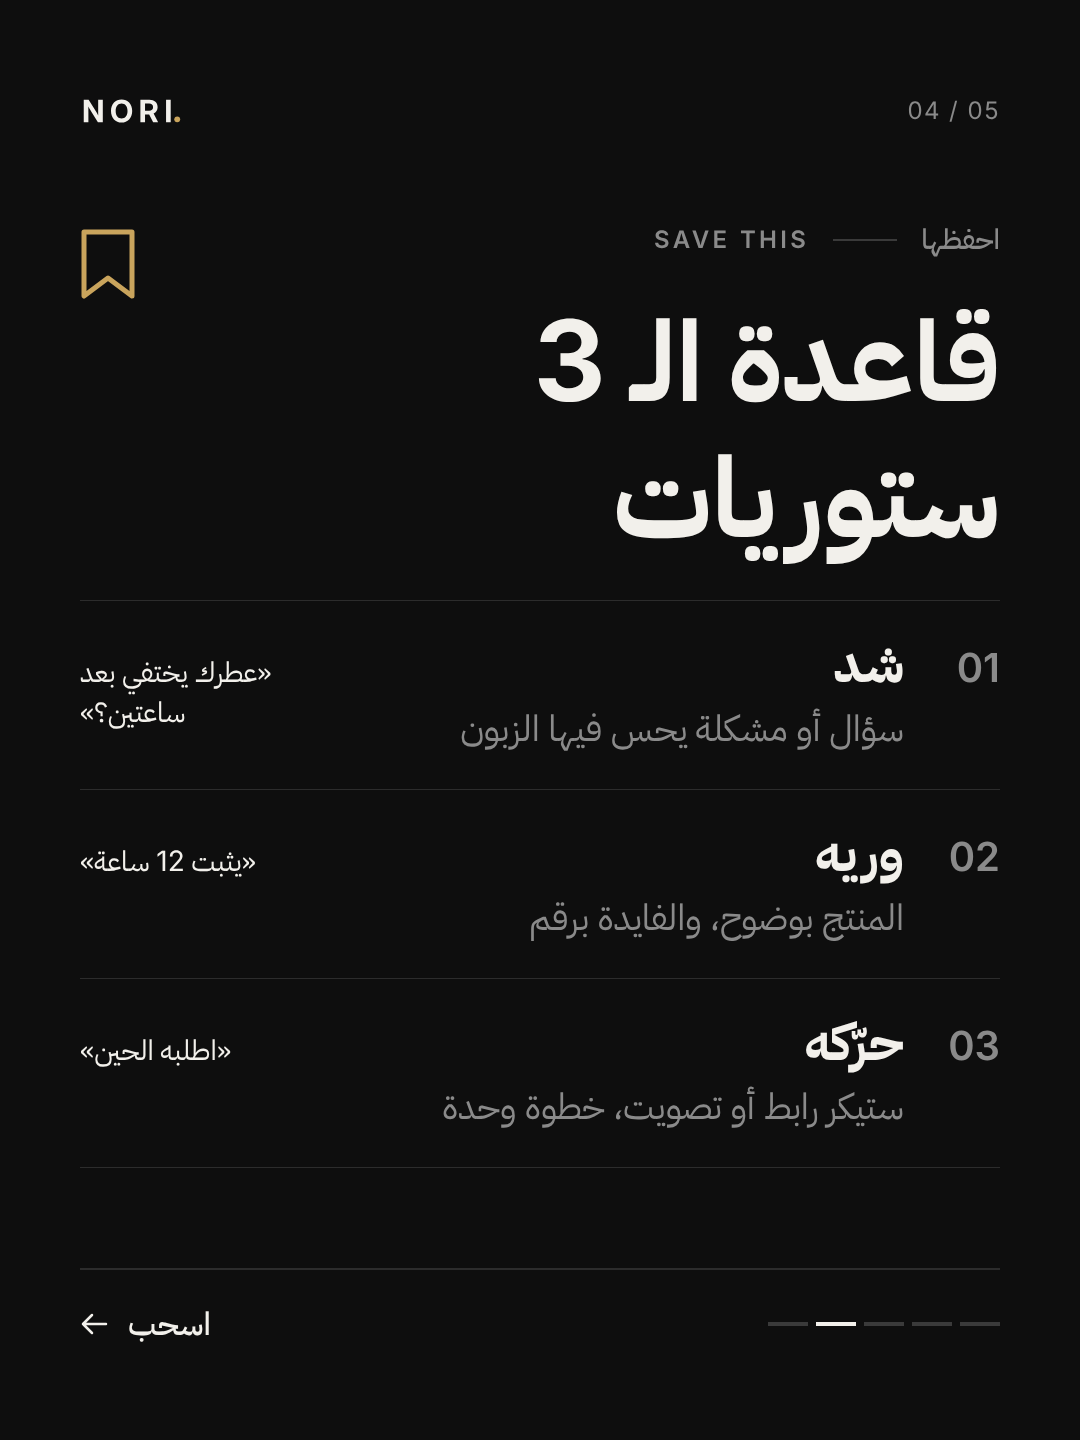 NORI.
04 / 05
احفظها — SAVE THIS
قاعدة الـ 3
ستوريات
01
شد
سؤال أو مشكلة يحس فيها الزبون
«عطرك يختفي بعد
ساعتين؟»
02
وريه
المنتج بوضوح، والفايدة برقم
«يثبت 12 ساعة»
03
حرّكه
ستيكر رابط أو تصويت، خطوة وحدة
«اطلبه الحين»
اسحب ←